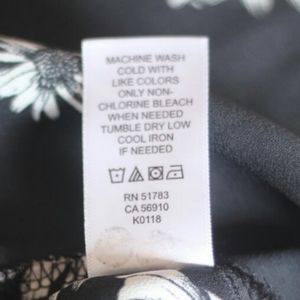 MACHINE WASH
COLD WITH
LIKE COLORS
ONLY NON-
CHLORINE BLEACH
WHEN NEEDED
TUMBLE DRY LOW
COOL IRON
IF NEEDED
RN 51783
CA 56910
K0118